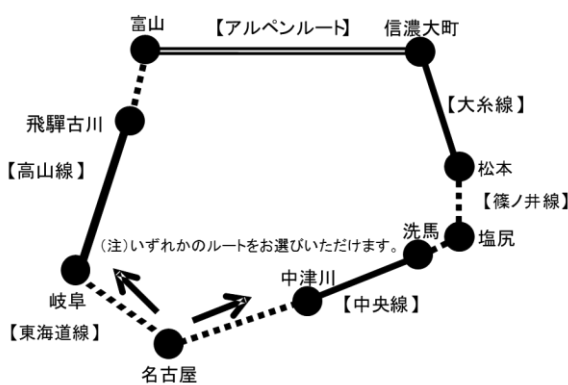 富山
【アルペンルート】
信濃大町
飛騨古川
【大糸線】
【高山線】
松本
【篠ノ井線】
洗馬
塩尻
(注)いずれかのルートをお選びいただけます。
岐阜
中津川
【中央線】
【東海道線】
名古屋